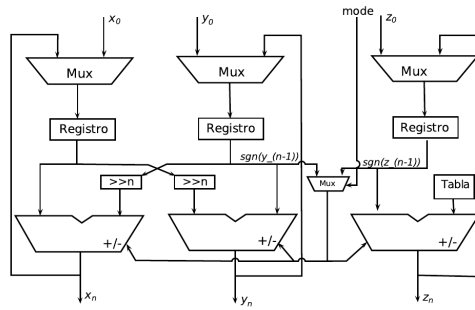 x0
y0
mode
z0
Mux
Mux
Mux
Registro
Registro
Registro
sgn(y_(n-1))
sgn(z_(n-1))
>>n
>>n
Mux
Tabla
+/-
+/-
+/-
xn
yn
zn